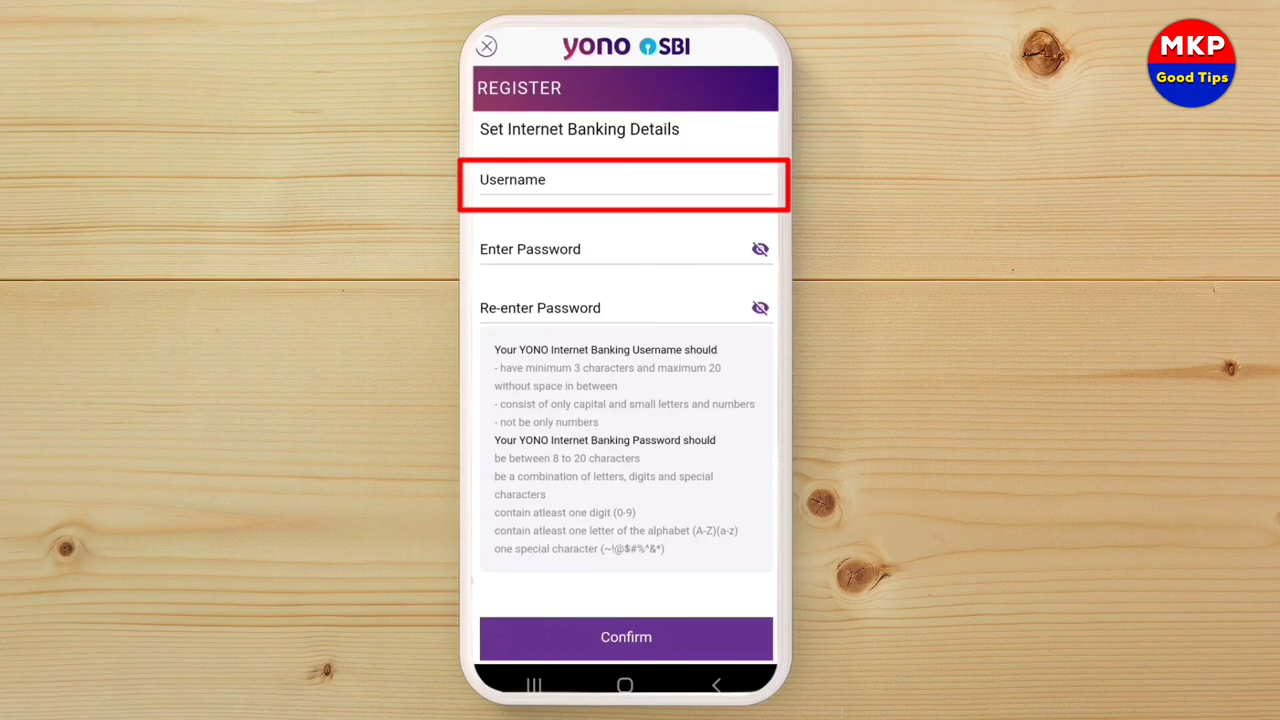 yono SBI
MKP
Good Tips
REGISTER
Set Internet Banking Details
Username
Enter Password
Re-enter Password
Your YONO Internet Banking Username should
- have minimum 3 characters and maximum 20
without space in between
- consist of only capital and small letters and numbers
- not be only numbers
Your YONO Internet Banking Password should
be between 8 to 20 characters
be a combination of letters, digits and special
characters
contain atleast one digit (0-9)
contain atleast one letter of the alphabet (A-Z)(a-z)
one special character (~!@$#%^&*)
Confirm